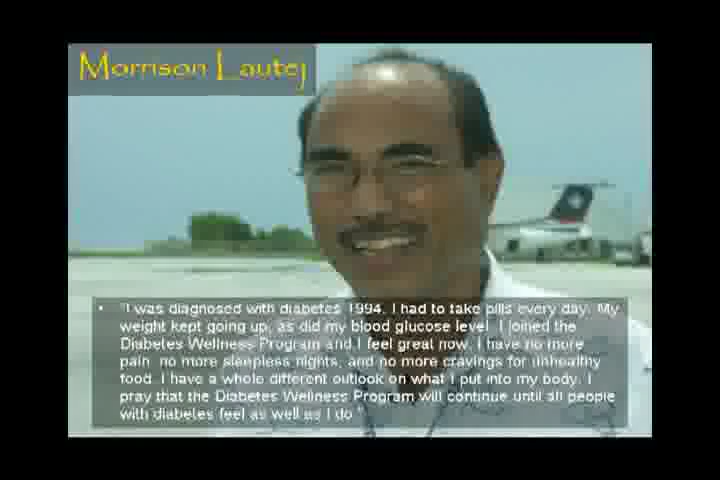 Morrison Lautej
• "I was diagnosed with diabetes 1994. I had to take pills every day. My
weight kept going up, as did my blood glucose level. I joined the
Diabetes Wellness Program and I feel great now. I have no more
pain, no more sleepless nights, and no more cravings for unhealthy
food. I have a whole different outlook on what I put into my body. I
pray that the Diabetes Wellness Program will continue until all people
with diabetes feel as well as I do."